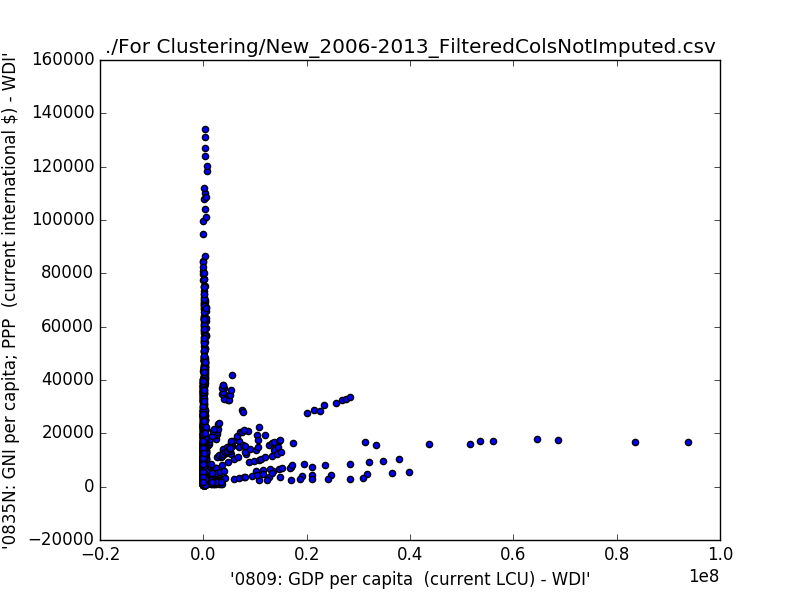 ./For Clustering/New_2006-2013_FilteredColsNotImputed.csv
160000
140000
120000
100000
80000
60000
40000
20000
0
−20000
'0835N: GNI per capita; PPP  (current international $) - WDI'
−0.2 0.0 0.2 0.4 0.6 0.8 1.0
1e8
'0809: GDP per capita  (current LCU) - WDI'